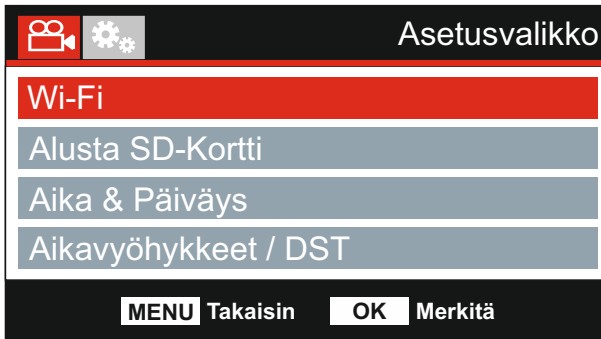 Asetusvalikko
Wi-Fi
Alusta SD-Kortti
Aika & Päiväys
Aikavyöhykkeet / DST
MENU Takaisin OK Merkitä